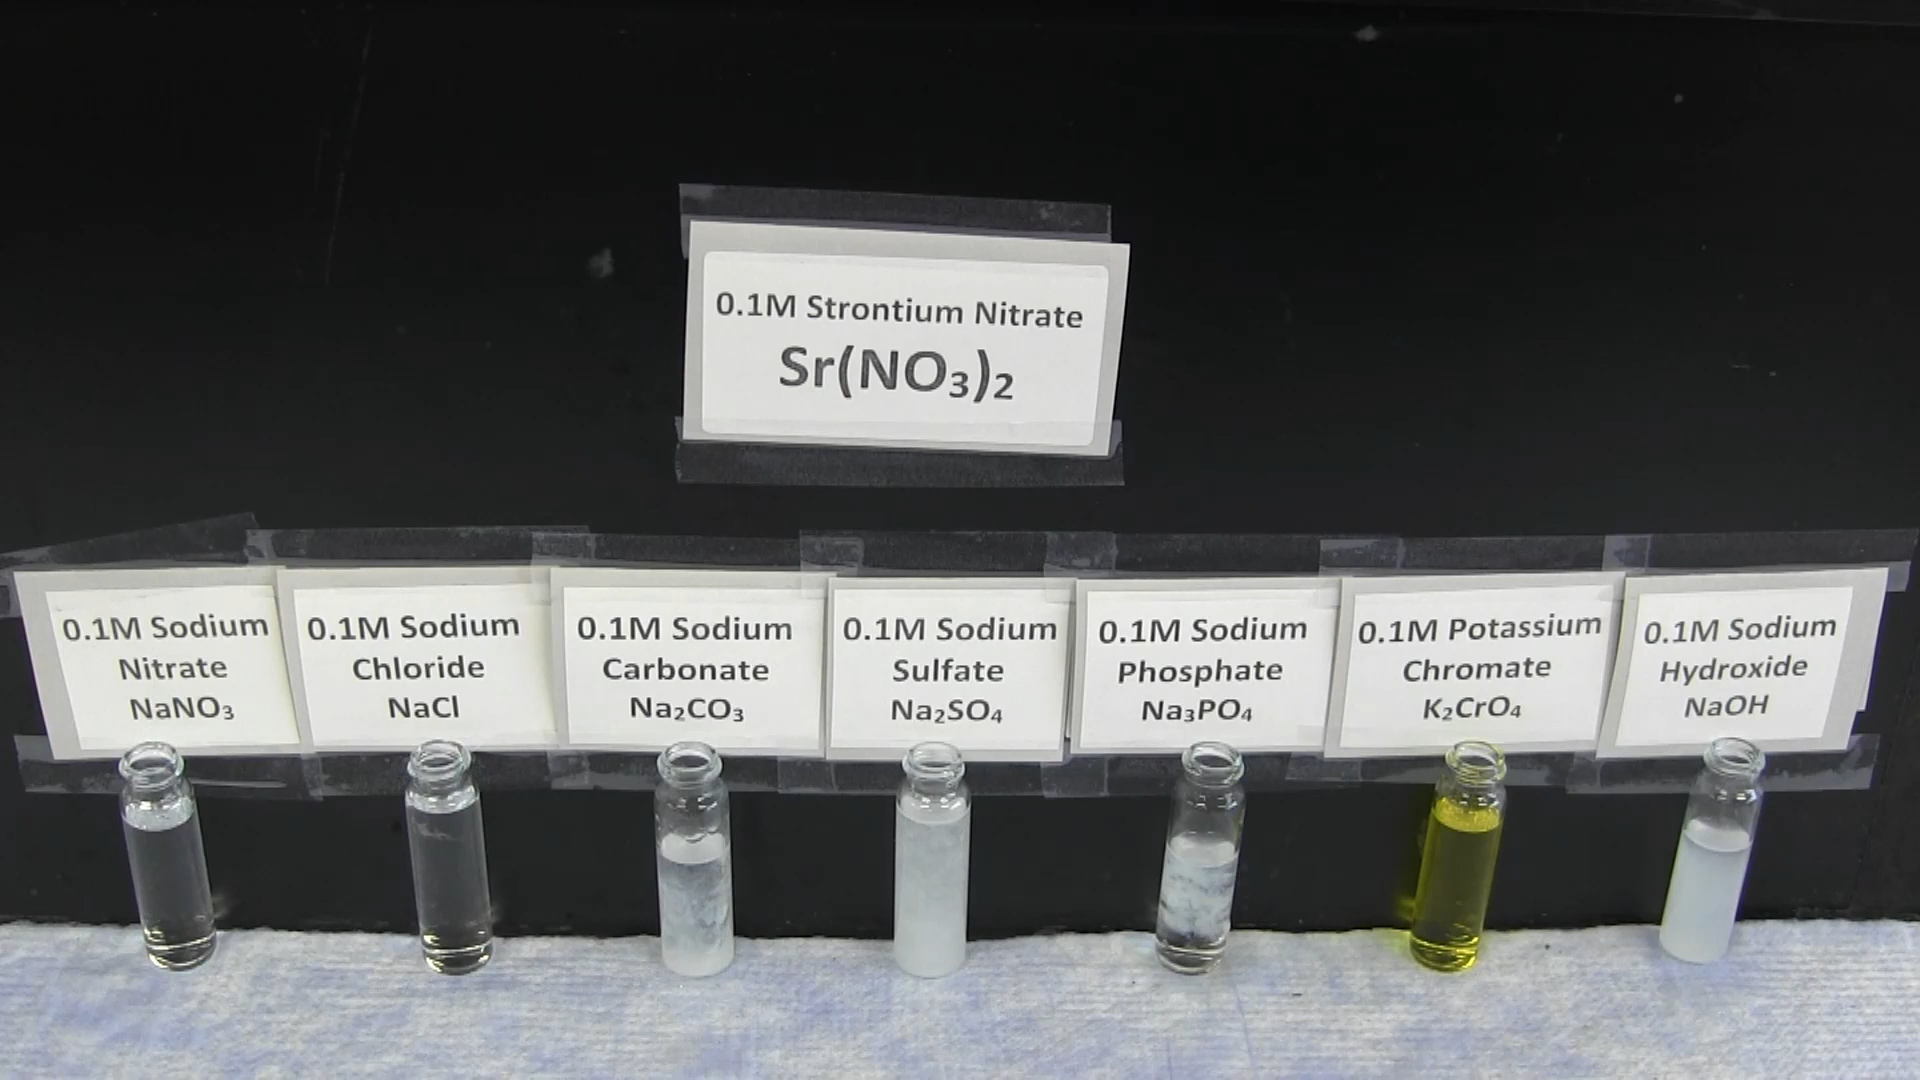 0.1M Strontium Nitrate
Sr(NO₃)₂
0.1M Sodium
Nitrate
NaNO₃
0.1M Sodium
Chloride
NaCl
0.1M Sodium
Carbonate
Na₂CO₃
0.1M Sodium
Sulfate
Na₂SO₄
0.1M Sodium
Phosphate
Na₃PO₄
0.1M Potassium
Chromate
K₂CrO₄
0.1M Sodium
Hydroxide
NaOH